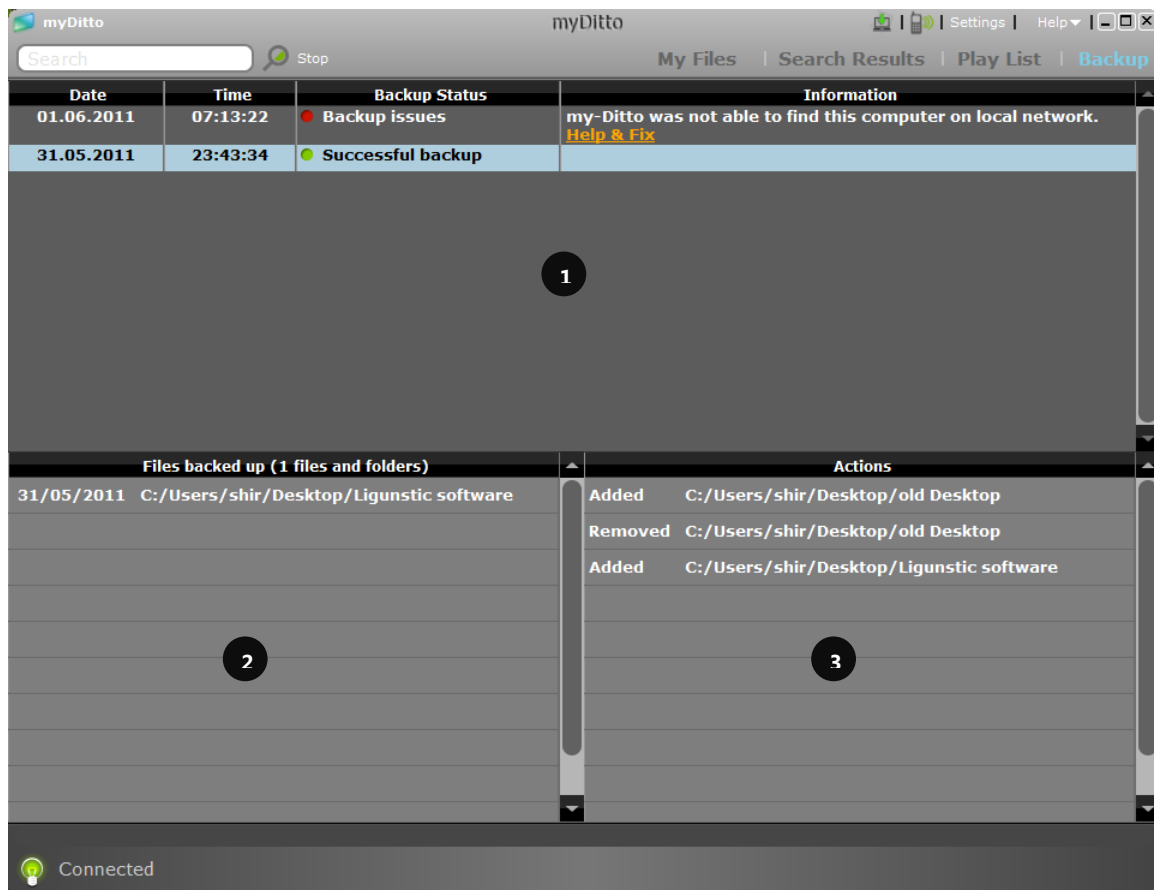 myDitto myDitto | | Settings | Help |
Search Stop My Files | Search Results | Play List | Backup
Date Time Backup Status Information
01.06.2011 07:13:22 Backup issues my-Ditto was not able to find this computer on local network.
Help & Fix
31.05.2011 23:43:34 Successful backup
1
Files backed up (1 files and folders) Actions
31/05/2011 C:/Users/shir/Desktop/Ligunstic software Added C:/Users/shir/Desktop/old Desktop
Removed C:/Users/shir/Desktop/old Desktop
Added C:/Users/shir/Desktop/Ligunstic software
2 3
Connected